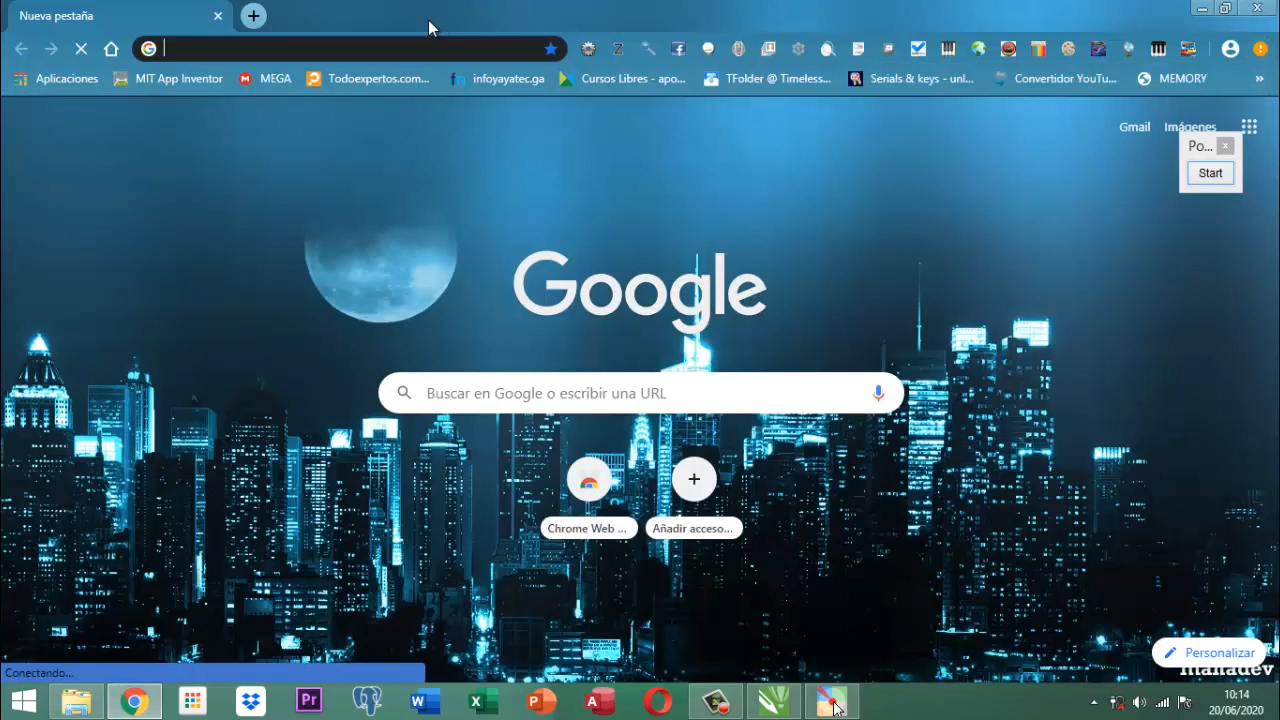 Nueva pestaña
Aplicaciones MIT App Inventor MEGA Todoexpertos.com... infoyayatec.ga Cursos Libres - apo... TFolder @ Timeless... Serials & keys - unl... Convertidor YouTu... MEMORY »
Gmail Imágenes
Po...
Start
Google
Buscar en Google o escribir una URL
Chrome Web ... Añadir acceso...
Personalizar
manadev
Conectando...
10:14
20/06/2020